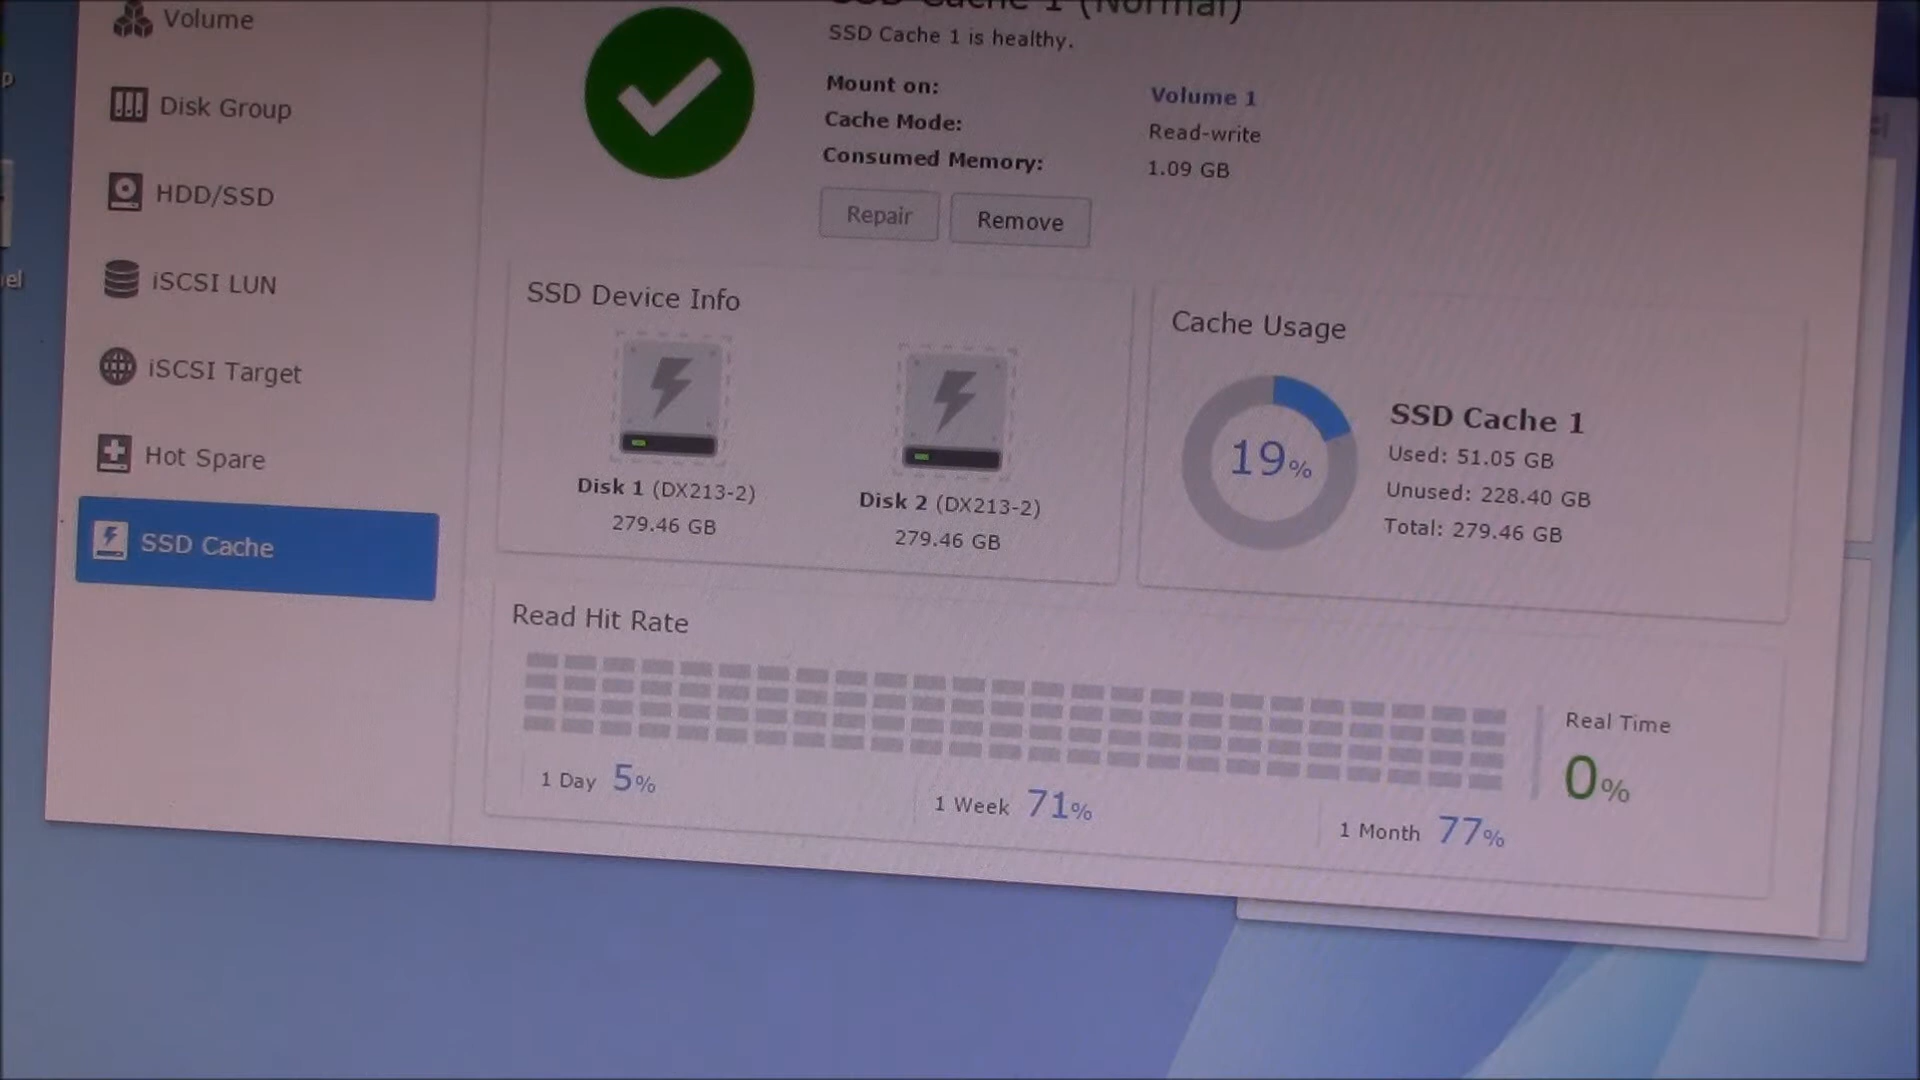 Volume
Disk Group
HDD/SSD
iSCSI LUN
iSCSI Target
Hot Spare
SSD Cache
SSD Cache 1 (Normal)
SSD Cache 1 is healthy.
Mount on: Volume 1
Cache Mode: Read-write
Consumed Memory: 1.09 GB
Repair Remove
SSD Device Info
Disk 1 (DX213-2)
279.46 GB
Disk 2 (DX213-2)
279.46 GB
Cache Usage
19%
SSD Cache 1
Used: 51.05 GB
Unused: 228.40 GB
Total: 279.46 GB
Read Hit Rate
1 Day 5%
1 Week 71%
1 Month 77%
Real Time
0%